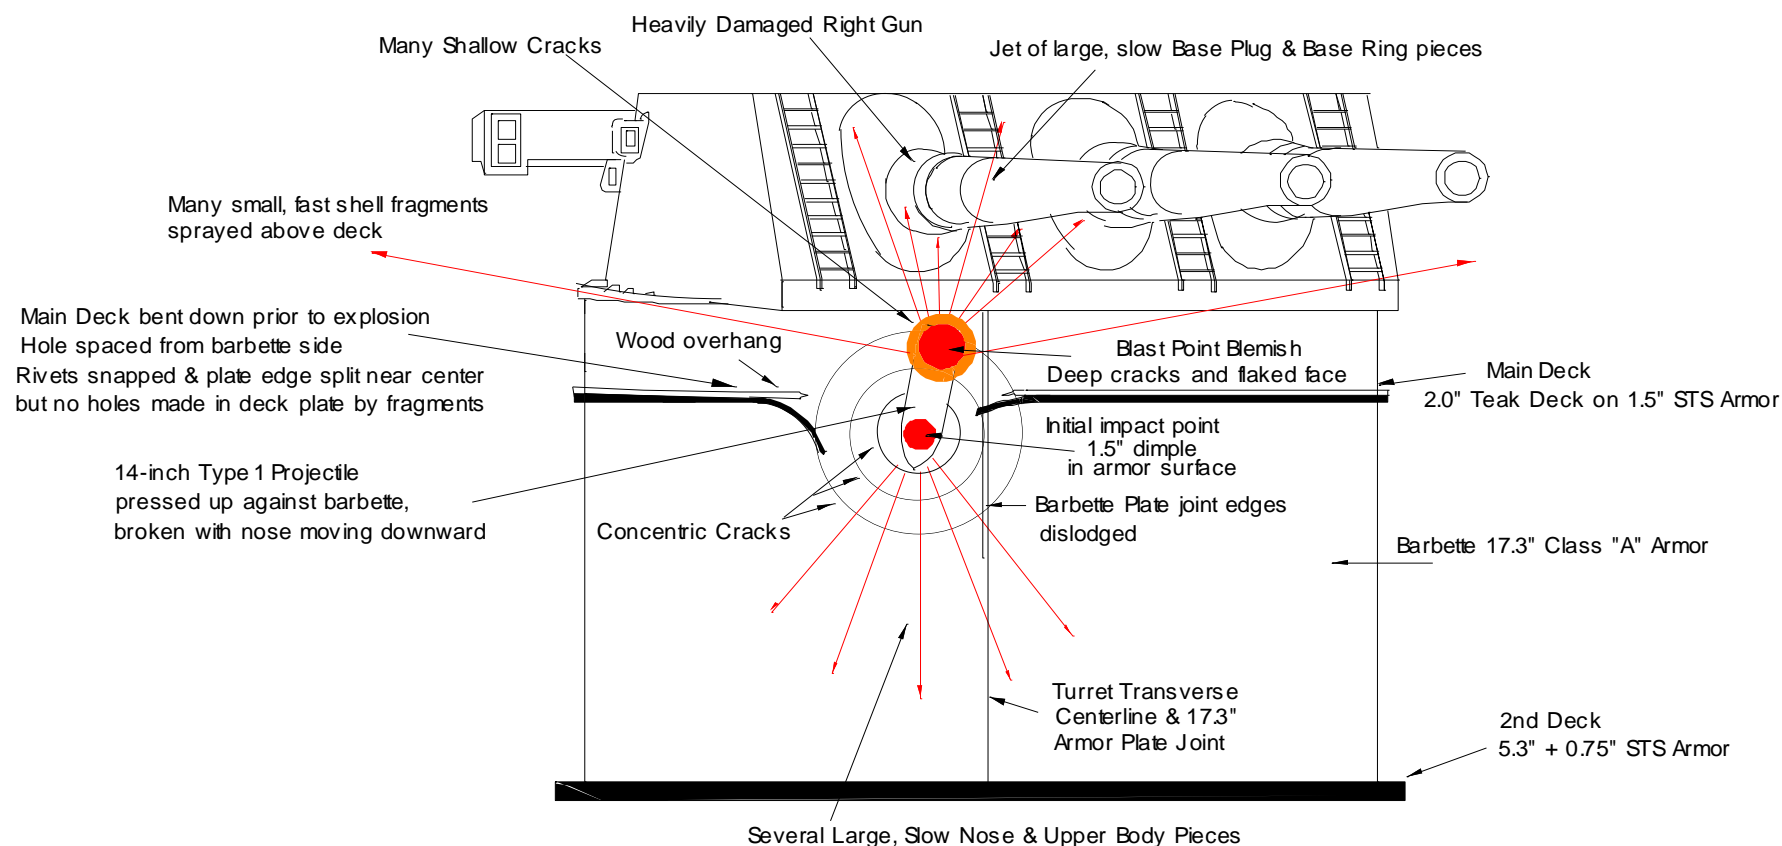 Heavily Damaged Right Gun
Many Shallow Cracks
Jet of large, slow Base Plug & Base Ring pieces
Many small, fast shell fragments
sprayed above deck
Main Deck bent down prior to explosion
Hole spaced from barbette side
Rivets snapped & plate edge split near center
but no holes made in deck plate by fragments
Wood overhang
Blast Point Blemish
Deep cracks and flaked face
Main Deck
2.0" Teak Deck on 1.5" STS Armor
Initial impact point
1.5" dimple
in armor surface
14-inch Type 1 Projectile
pressed up against barbette,
broken with nose moving downward
Concentric Cracks
Barbette Plate joint edges
dislodged
Barbette 17.3" Class "A" Armor
Turret Transverse
Centerline & 17.3"
Armor Plate Joint
2nd Deck
5.3" + 0.75" STS Armor
Several Large, Slow Nose & Upper Body Pieces